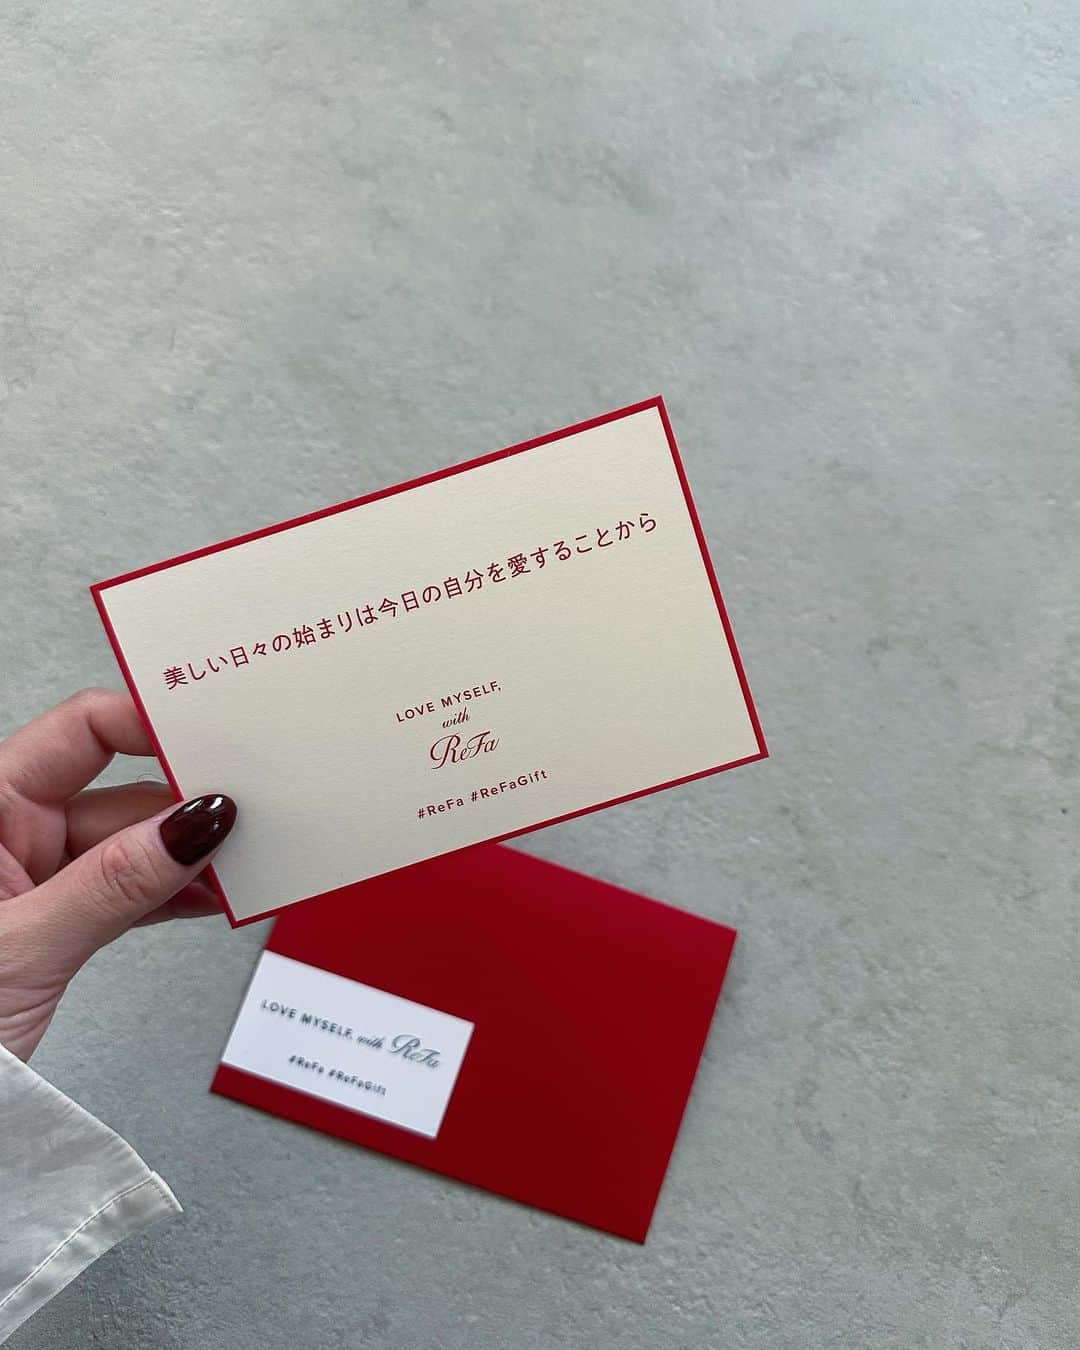 美しい日々の始まりは今日の自分を愛することから
LOVE MYSELF,
with
ReFa
#ReFa #ReFaGift
LOVE MYSELF, with ReFa
#ReFa #ReFaGift